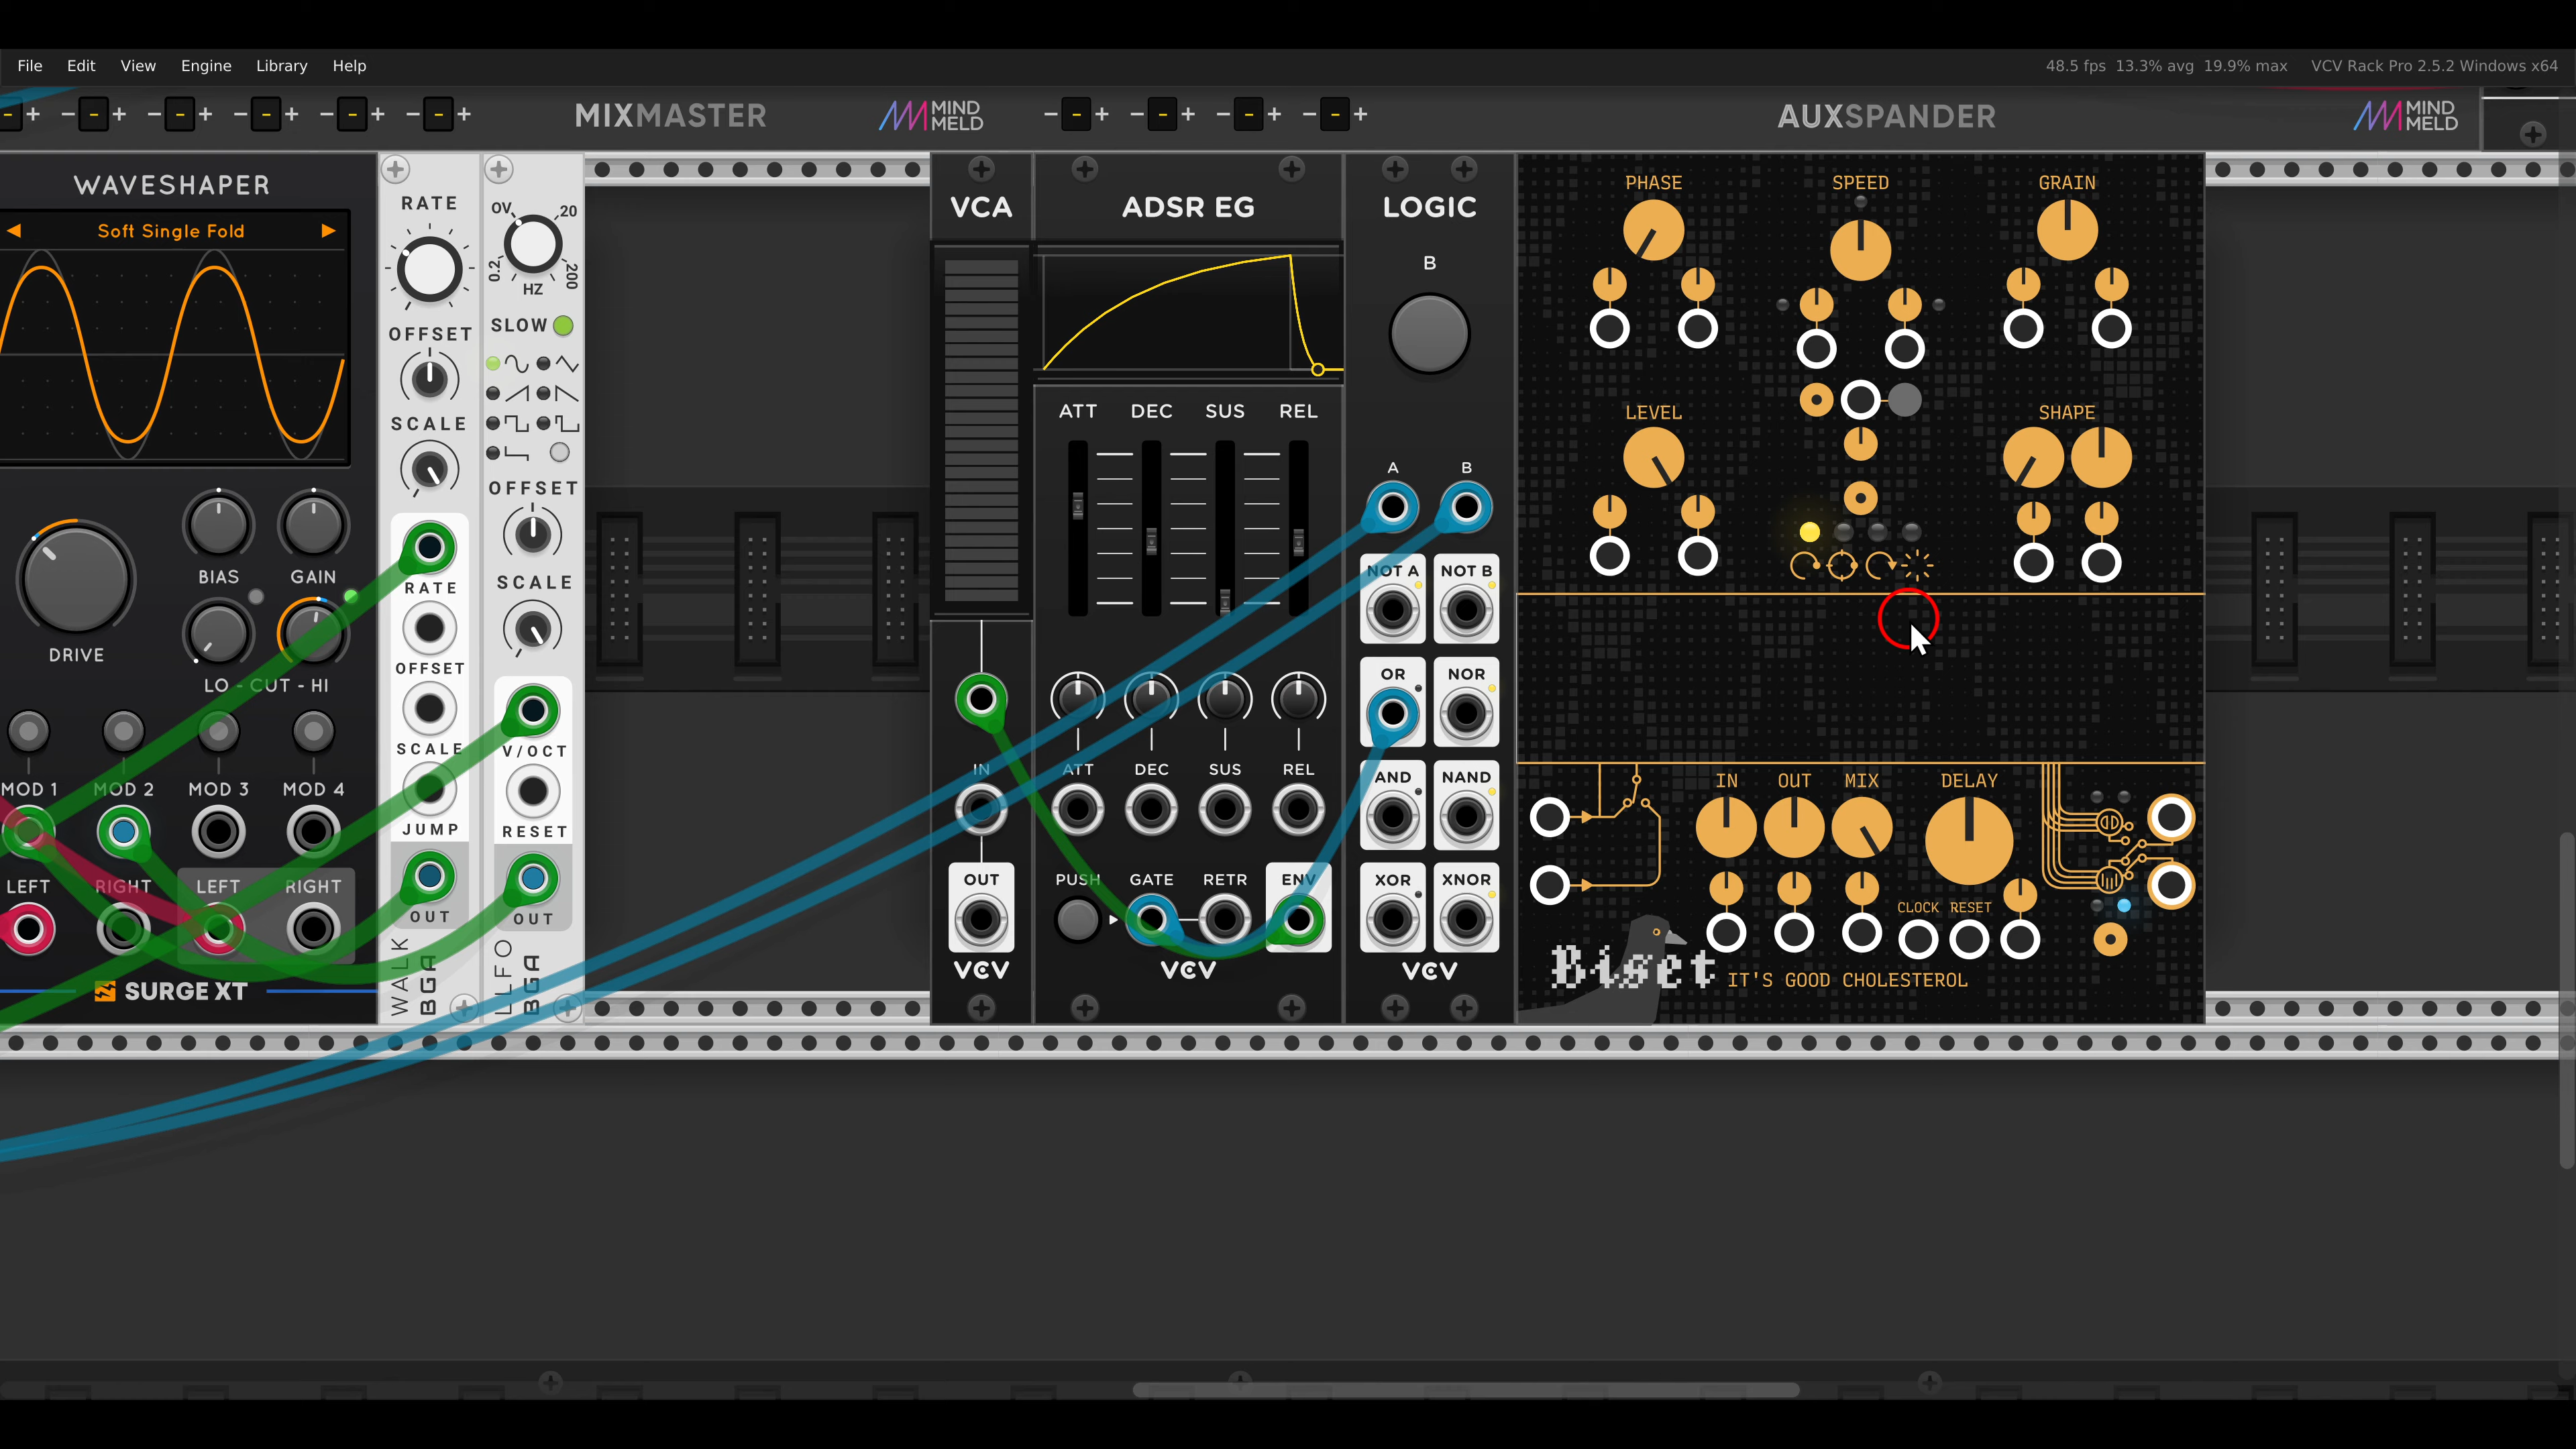 File Edit View Engine Library Help
48.5 fps 13.3% avg 19.9% max VCV Rack Pro 2.5.2 Windows x64
MIXMASTER
MIND
MELD
AUXSPANDER
MIND
MELD
WAVESHAPER
Soft Single Fold
BIAS GAIN
DRIVE
LO - CUT - HI
MOD 1 MOD 2 MOD 3 MOD 4
LEFT RIGHT LEFT RIGHT
SURGE XT
RATE
OFFSET
SCALE
RATE
OFFSET
SCALE
JUMP
OUT
WALK
BGA
0V 20
0.2 200
HZ
SLOW
OFFSET
SCALE
V/OCT
RESET
OUT
LLFO
BGA
VCA
IN
OUT
VCV
ADSR EG
ATT DEC SUS REL
ATT DEC SUS REL
PUSH GATE RETR ENV
VCV
LOGIC
B
A B
NOT A NOT B
OR NOR
AND NAND
XOR XNOR
VCV
PHASE SPEED GRAIN
LEVEL SHAPE
IN OUT MIX DELAY
CLOCK RESET
Biset IT'S GOOD CHOLESTEROL